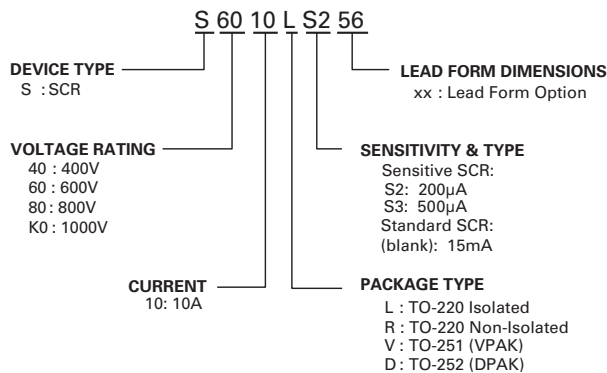 S 60 10 L S2 56
DEVICE TYPE
S : SCR
VOLTAGE RATING
40 : 400V
60 : 600V
80 : 800V
K0 : 1000V
CURRENT
10: 10A
LEAD FORM DIMENSIONS
xx : Lead Form Option
SENSITIVITY & TYPE
Sensitive SCR:
S2: 200µA
S3: 500µA
Standard SCR:
(blank): 15mA
PACKAGE TYPE
L : TO-220 Isolated
R : TO-220 Non-Isolated
V : TO-251 (VPAK)
D : TO-252 (DPAK)